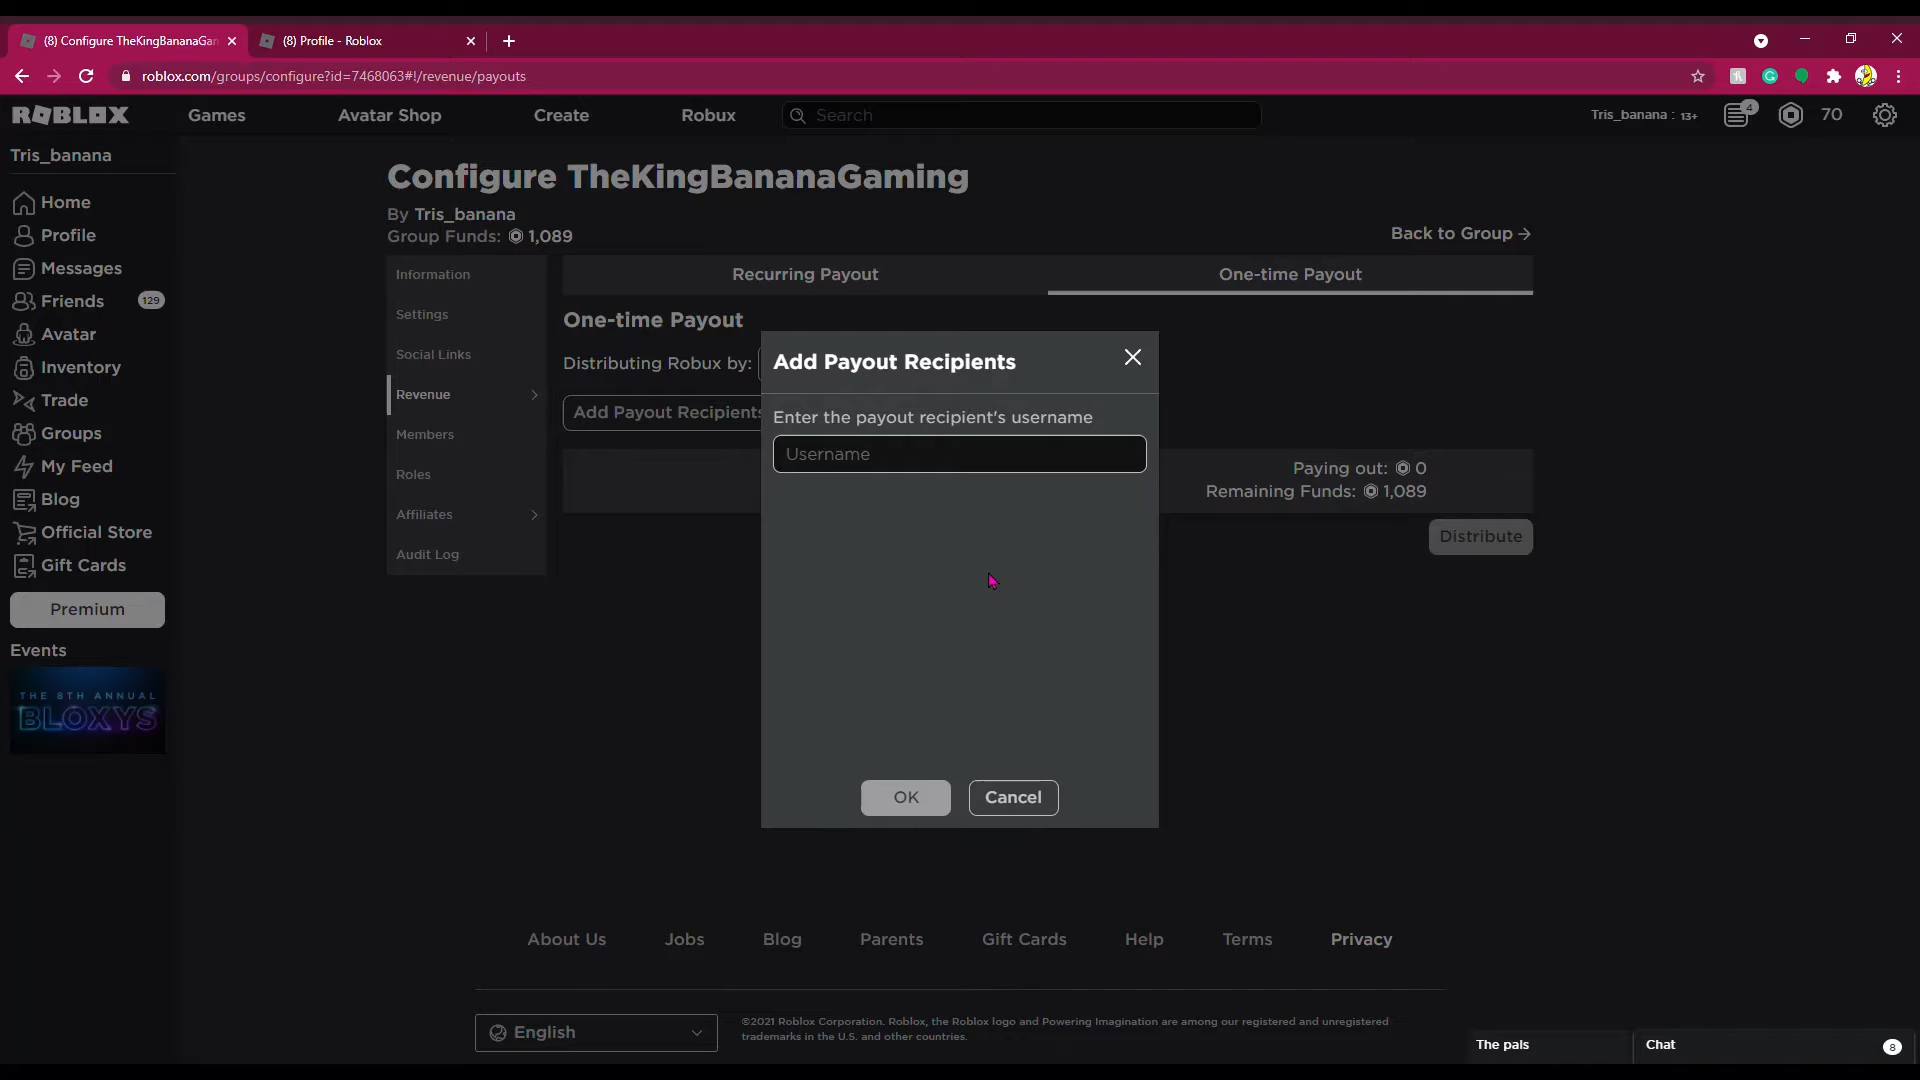 (8) Configure TheKingBananaGan
(8) Profile - Roblox
roblox.com/groups/configure?id=7468063#!/revenue/payouts
ROBLOX
Games
Avatar Shop
Create
Robux
Search
Tris_banana : 13+
4
70
Tris_banana
Home
Profile
Messages
Friends 129
Avatar
Inventory
Trade
Groups
My Feed
Blog
Official Store
Gift Cards
Premium
Events
THE 8TH ANNUAL
BLOXYS
Configure TheKingBananaGaming
By Tris_banana
Group Funds: 1,089
Back to Group
Information
Settings
Social Links
Revenue
Members
Roles
Affiliates
Audit Log
Recurring Payout
One-time Payout
One-time Payout
Distributing Robux by:
Add Payout Recipients
Paying out: 0
Remaining Funds: 1,089
Distribute
Add Payout Recipients
Enter the payout recipient's username
Username
OK
Cancel
About Us
Jobs
Blog
Parents
Gift Cards
Help
Terms
Privacy
English
©2021 Roblox Corporation. Roblox, the Roblox logo and Powering Imagination are among our registered and unregistered
trademarks in the U.S. and other countries.
The pals
Chat
8